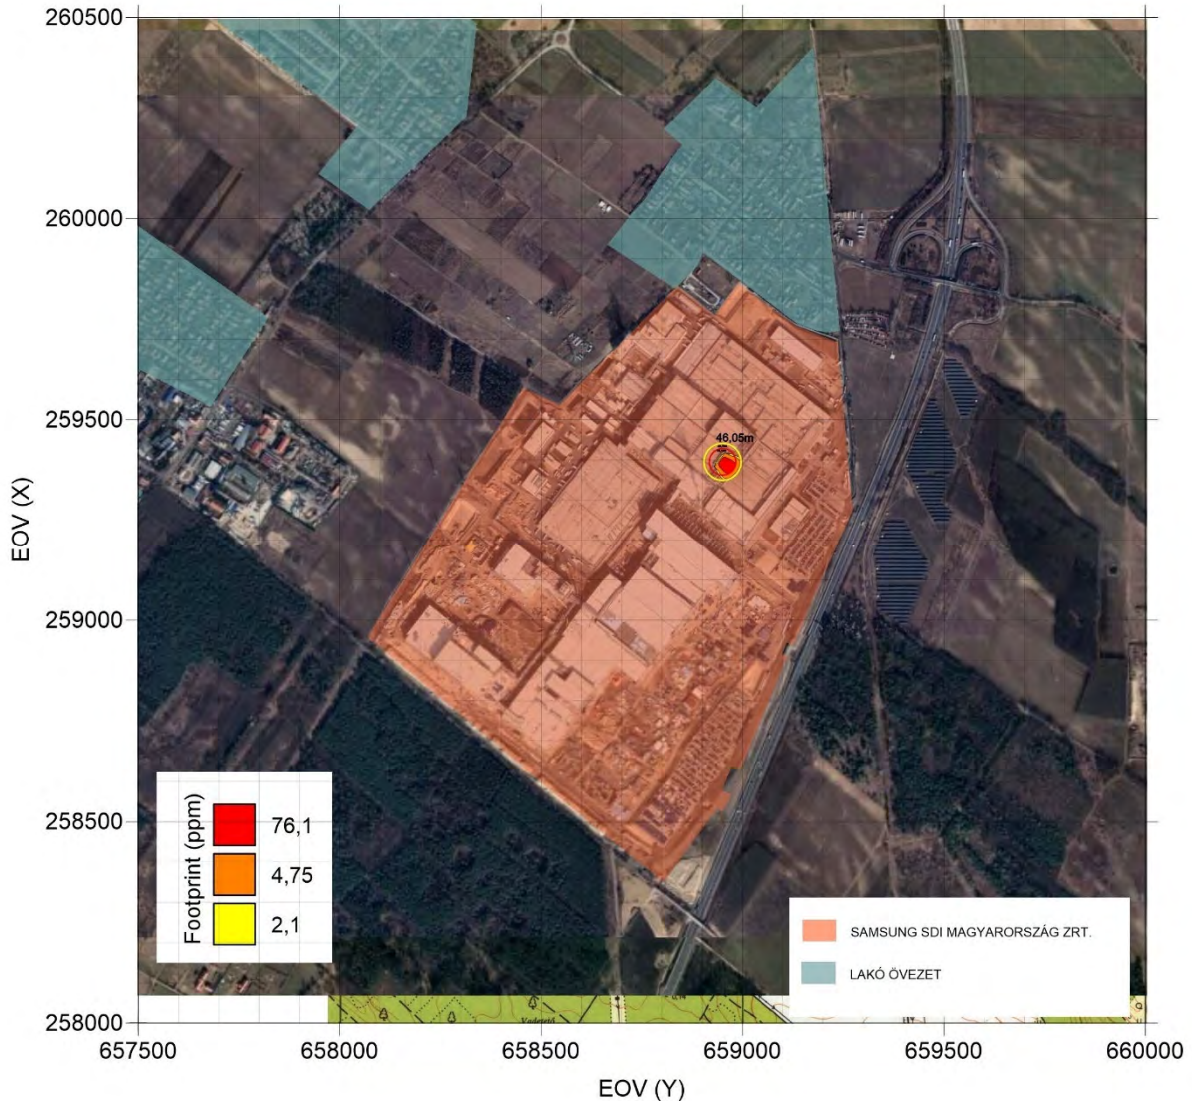 260500
260000
259500
259000
258500
258000
EOV (X)
46,05m
Footprint (ppm)
76,1
4,75
2,1
SAMSUNG SDI MAGYARORSZÁG ZRT.
LAKÓ ÖVEZET
657500 658000 658500 659000 659500 660000
EOV (Y)